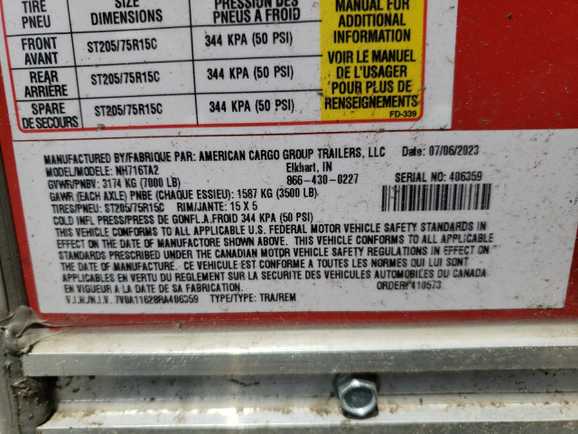 TIRE SIZE PRESSION DES MANUAL FOR
PNEU DIMENSIONS PNEUS A FROID ADDITIONAL
INFORMATION
FRONT
AVANT ST205/75R15C 344 KPA (50 PSI)
VOIR LE MANUEL
REAR DE L'USAGER
ARRIÈRE ST205/75R15C 344 KPA (50 PSI)
POUR PLUS DE
SPARE RENSEIGNEMENTS
DE SECOURS ST205/75R15C 344 KPA (50 PSI)
FD-339
MANUFACTURED BY/FABRIQUE PAR: AMERICAN CARGO GROUP TRAILERS, LLC Date: 07/06/2023
MODEL/MODELE: NH716TA2 Elkhart, IN
GVWR/PNBV: 3174 KG (7000 LB) 866-430-0227 SERIAL NO: 406359
GAWR (EACH AXLE) PNBE (CHAQUE ESSIEU): 1587 KG (3500 LB)
TIRES/PNEU: ST205/75R15C RIM/JANTE: 15 X 5
COLD INFL PRESS/PRESS DE GONFL.A.FROID 344 KPA (50 PSI)
THIS VEHICLE CONFORMS TO ALL APPLICABLE U.S. FEDERAL MOTOR VEHICLE SAFETY STANDARDS IN
EFFECT ON THE DATE OF MANUFACTORE SHOWN ABOVE. THIS VEHICLE CONFORMS TO ALL APPLICABLE
STANDARDS PRESCRIBED UNDER THE CANADIAN MOTOR VEHICLE SAFETY REGULATIONS IN EFFECT ON
THE DATE OF MANUFACTURE / CE VEHICULE EST CONFORME A TOUTES LES NORMES QUI LUI SONT
APPLICABLES EN VERTU DU REGLEMENT SUR LA SECURITE DES VEHICULES AUTOMOBILES DU CANADA
EN VIGUEUR A LA DATE DE SA FABRICATION. ORDER# 410573
V.I.N./N.I.V. TYPE/TYPE: TRA/REM